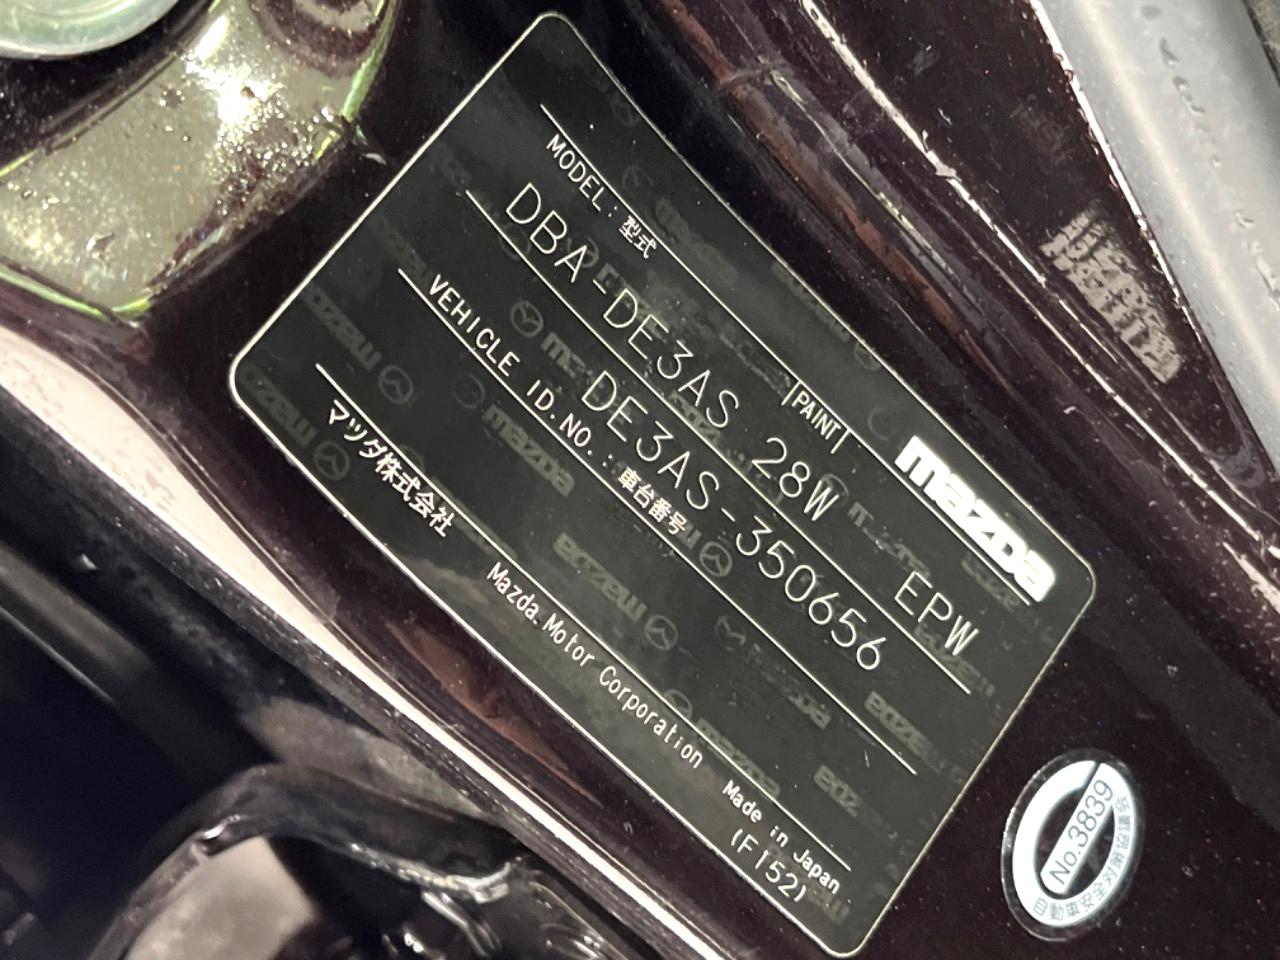 mazda
MODEL : 型式
PAINT
DBA-DE3AS 28W EPW
VEHICLE ID.NO. : 車台番号
DE3AS-350656
マツダ株式会社
Mazda Motor Corporation Made in Japan
(F152)
No.3839
自動車安全対策協議会